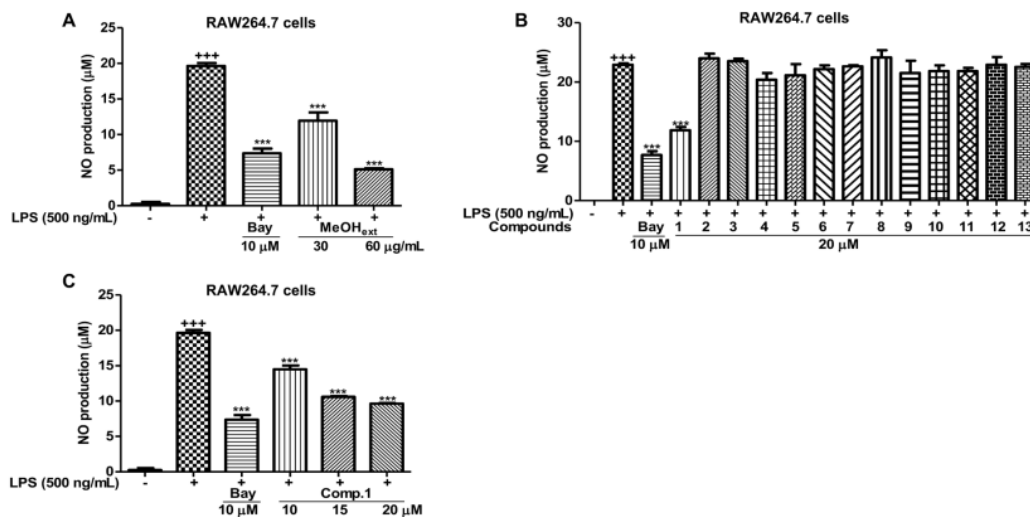 A
RAW264.7 cells
NO production (µM)
25
20
15
10
5
0
+++
***
***
***
LPS (500 ng/mL)
- + + + +
Bay MeOHext
10 µM 30 60 µg/mL
B
RAW264.7 cells
NO production (µM)
30
20
10
0
+++
***
***
LPS (500 ng/mL)
- + + + + + + + + + + + + + + +
Compounds Bay 1 2 3 4 5 6 7 8 9 10 11 12 13
10 µM 20 µM
C
RAW264.7 cells
NO production (µM)
25
20
15
10
5
0
+++
***
***
***
***
LPS (500 ng/mL)
- + + + + +
Bay Comp.1
10 µM 10 15 20 µM